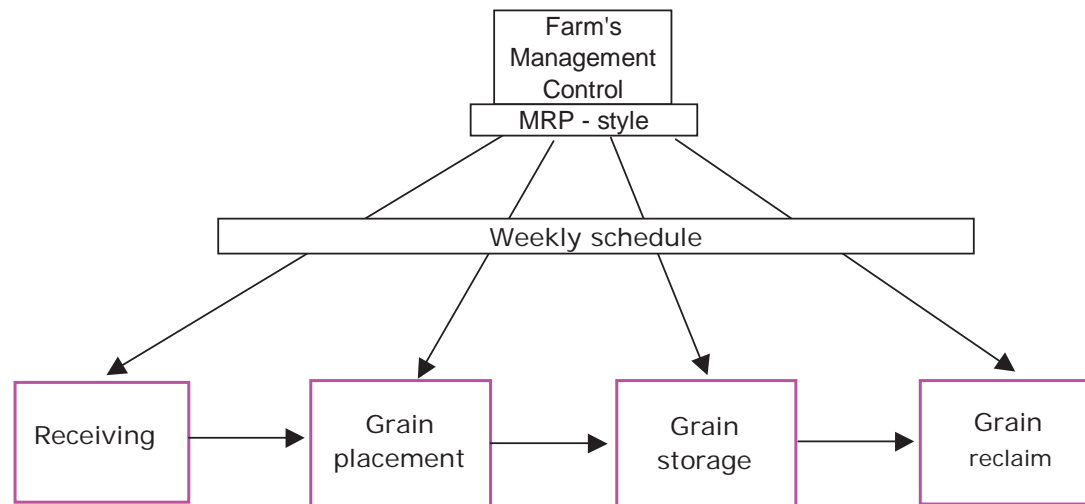 Farm's
Management
Control
MRP - style
Weekly schedule
Receiving
Grain
placement
Grain
storage
Grain
reclaim